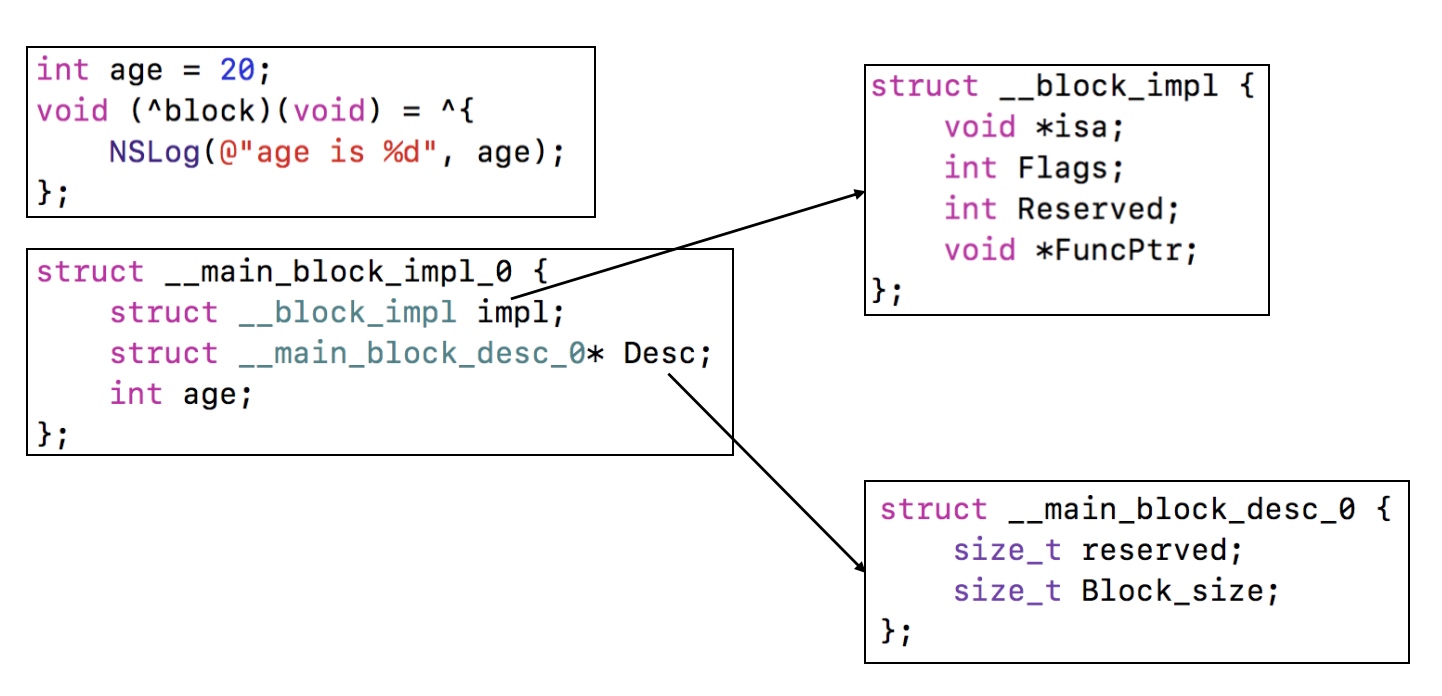 int age = 20;
void (^block)(void) = ^{
    NSLog(@"age is %d", age);
};
struct __main_block_impl_0 {
    struct __block_impl impl;
    struct __main_block_desc_0* Desc;
    int age;
};
struct __block_impl {
    void *isa;
    int Flags;
    int Reserved;
    void *FuncPtr;
};
struct __main_block_desc_0 {
    size_t reserved;
    size_t Block_size;
};